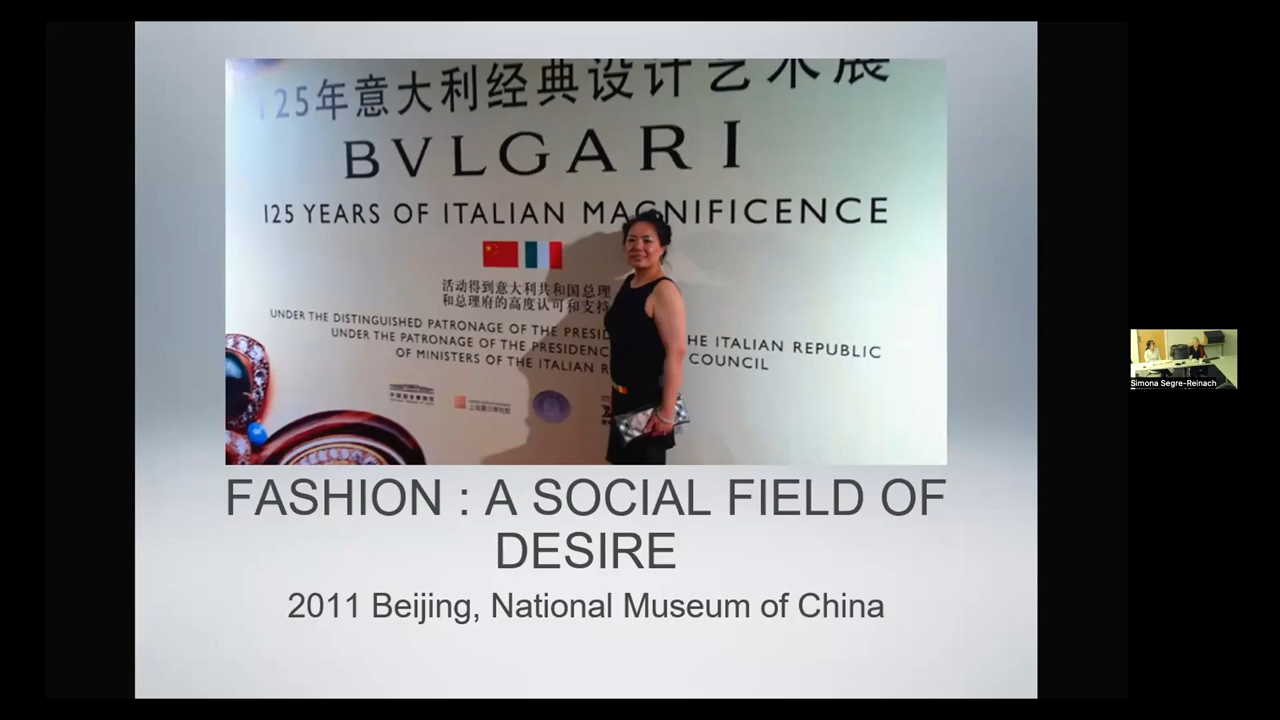 125年意大利经典设计艺术展
BVLGARI
125 YEARS OF ITALIAN MAGNIFICENCE
活动得到意大利共和国总理
和总理府的高度认可和支持
UNDER THE DISTINGUISHED PATRONAGE OF THE PRESID HE ITALIAN REPUBLIC
UNDER THE PATRONAGE OF THE PRESIDENC COUNCIL
OF MINISTERS OF THE ITALIAN R
FASHION : A SOCIAL FIELD OF
DESIRE
2011 Beijing, National Museum of China
Simona Segre-Reinach